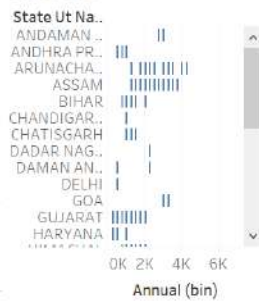 State Ut Na..
ANDAMAN ..
ANDHRA PR..
ARUNACHA..
ASSAM
BIHAR
CHANDIGAR..
CHATISGARH
DADAR NAG..
DAMAN AN..
DELHI
GOA
GUJARAT
HARYANA
0K 2K 4K 6K
Annual (bin)